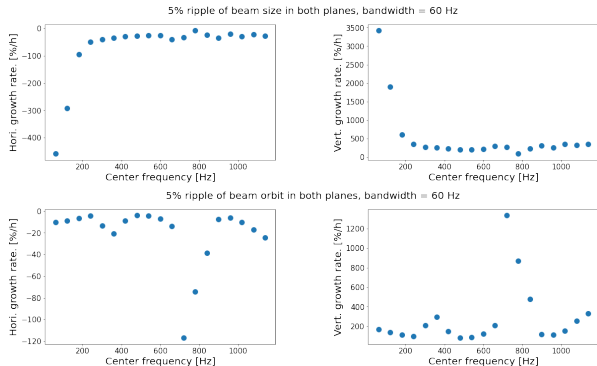 5% ripple of beam size in both planes, bandwidth = 60 Hz
Hori. growth rate. [%/h]
0
−100
−200
−300
−400
200 400 600 800 1000
Center frequency [Hz]
Vert. growth rate. [%/h]
3500
3000
2500
2000
1500
1000
500
0
200 400 600 800 1000
Center frequency [Hz]
5% ripple of beam orbit in both planes, bandwidth = 60 Hz
Hori. growth rate. [%/h]
0
−20
−40
−60
−80
−100
−120
200 400 600 800 1000
Center frequency [Hz]
Vert. growth rate. [%/h]
1200
1000
800
600
400
200
200 400 600 800 1000
Center frequency [Hz]